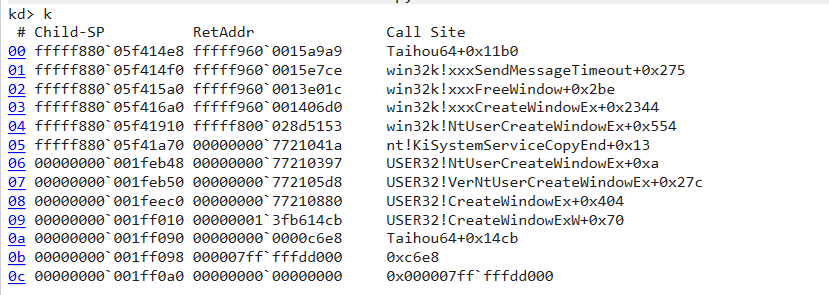 kd> k
 # Child-SP          RetAddr           Call Site
00 fffff880`05f414e8 fffff960`0015a9a9 Taihou64+0x11b0
01 fffff880`05f414f0 fffff960`0015e7ce win32k!xxxSendMessageTimeout+0x275
02 fffff880`05f415a0 fffff960`0013e01c win32k!xxxFreeWindow+0x2be
03 fffff880`05f416a0 fffff960`001406d0 win32k!xxxCreateWindowEx+0x2344
04 fffff880`05f41910 fffff800`028d5153 win32k!NtUserCreateWindowEx+0x554
05 fffff880`05f41a70 00000000`7721041a nt!KiSystemServiceCopyEnd+0x13
06 00000000`001feb48 00000000`77210397 USER32!NtUserCreateWindowEx+0xa
07 00000000`001feb50 00000000`772105d8 USER32!VerNtUserCreateWindowEx+0x27c
08 00000000`001feec0 00000000`77210880 USER32!CreateWindowEx+0x404
09 00000000`001ff010 00000001`3fb614cb USER32!CreateWindowExW+0x70
0a 00000000`001ff090 00000000`0000c6e8 Taihou64+0x14cb
0b 00000000`001ff098 000007ff`fffdd000 0xc6e8
0c 00000000`001ff0a0 00000000`00000000 0x000007ff`fffdd000